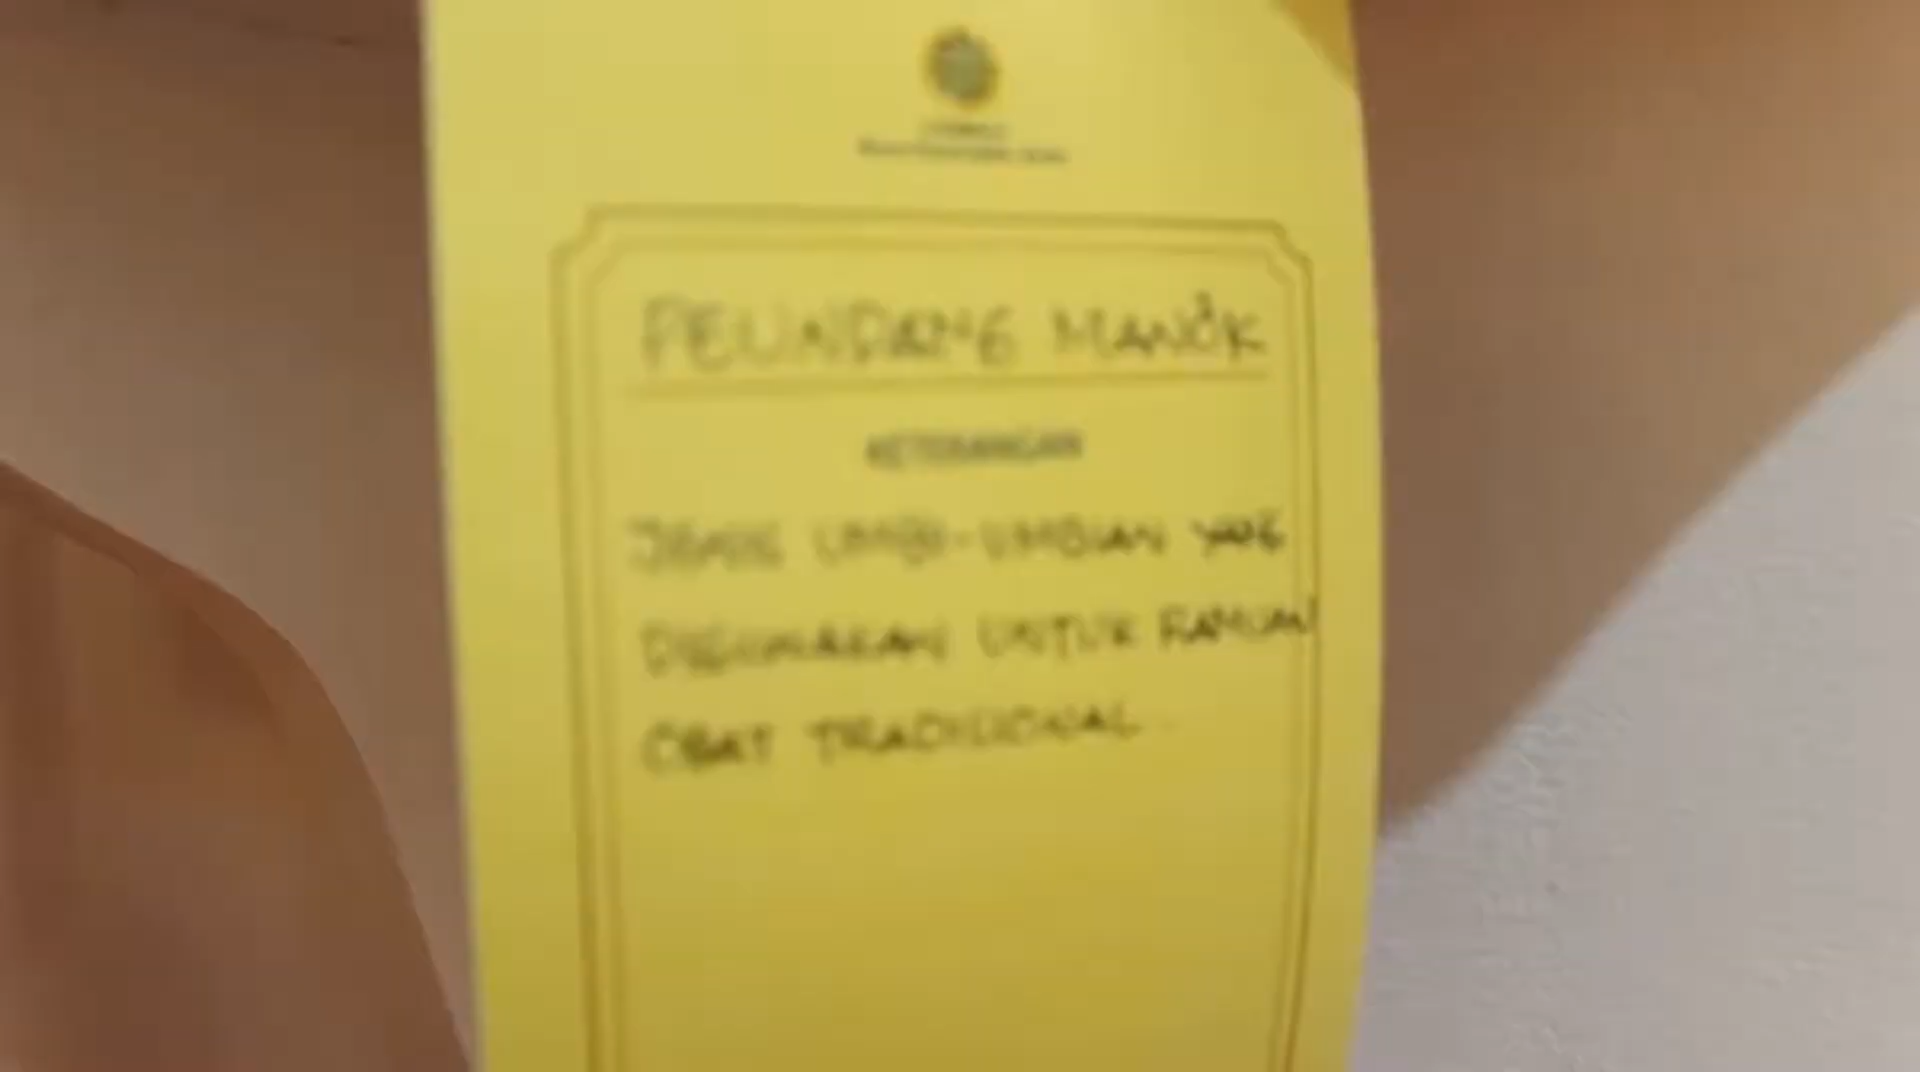 PEUNDANG MANÖK
KETERANGAN
JENIS UMBI-UMBIAN YANG
DIGUNAKAN UNTUK RAMUAN
OBAT TRADISIONAL